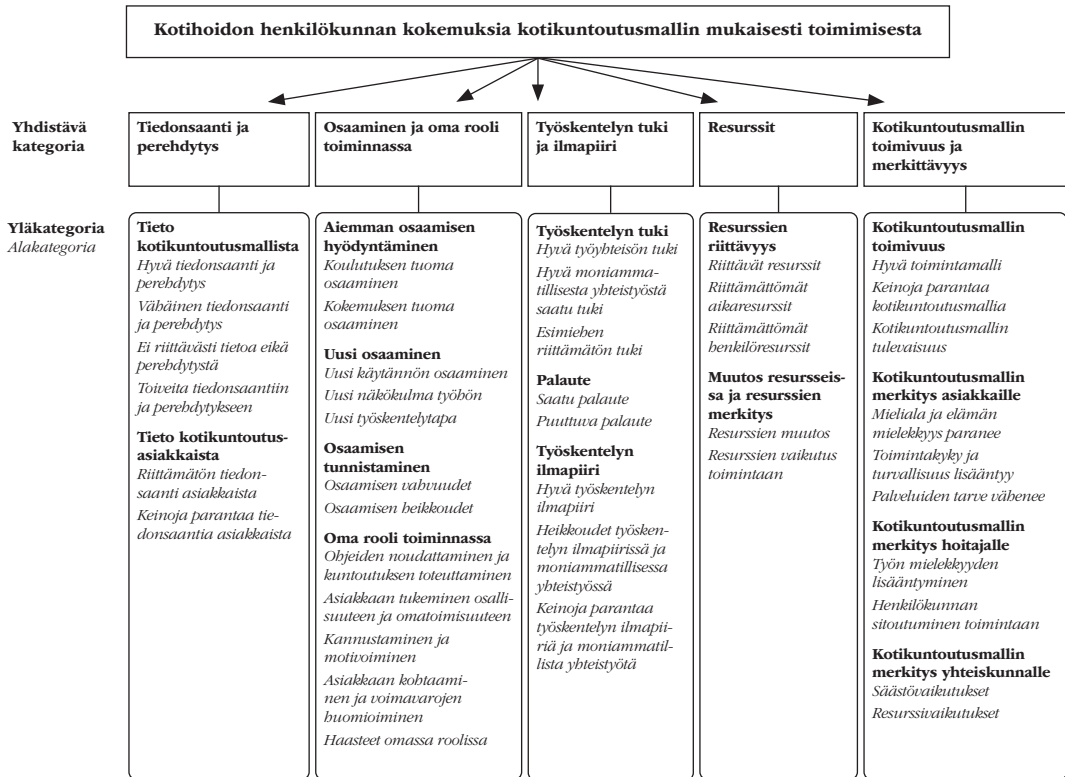 Kotihoidon henkilökunnan kokemuksia kotikuntoutusmallin mukaisesti toimimisesta
Yhdistävä
kategoria
Tiedonsaanti ja
perehdytys
Osaaminen ja oma rooli
toiminnassa
Työskentelyn tuki
ja ilmapiiri
Resurssit
Kotikuntoutusmallin
toimivuus ja
merkittävyys
Yläkategoria
Alakategoria
Tieto
kotikuntoutusmallista
Hyvä tiedonsaanti ja
perehdytys
Vähäinen tiedonsaanti
ja perehdytys
Ei riittävästi tietoa eikä
perehdytystä
Toiveita tiedonsaantiin
ja perehdytykseen
Tieto kotikuntoutus-
asiakkaista
Riittämätön tiedon-
saanti asiakkaista
Keinoja parantaa tie-
donsaantia asiakkaista
Aiemman osaamisen
hyödyntäminen
Koulutuksen tuoma
osaaminen
Kokemuksen tuoma
osaaminen
Uusi osaaminen
Uusi käytännön osaaminen
Uusi näkökulma työhön
Uusi työskentelytapa
Osaamisen
tunnistaminen
Osaamisen vahvuudet
Osaamisen heikkoudet
Oma rooli toiminnassa
Ohjeiden noudattaminen ja
kuntoutuksen toteuttaminen
Asiakkaan tukeminen osalli-
suuteen ja omatoimisuuteen
Kannustaminen ja
motivoiminen
Asiakkaan kohtaami-
nen ja voimavarojen
huomioiminen
Haasteet omassa roolissa
Työskentelyn tuki
Hyvä työyhteisön tuki
Hyvä moniamma-
tillisesta yhteistyöstä
saatu tuki
Esimiehen
riittämätön tuki
Palaute
Saatu palaute
Puuttuva palaute
Työskentelyn
ilmapiiri
Hyvä työskentelyn
ilmapiiri
Heikkoudet työsken-
telyn ilmapiirissä ja
moniammatillisessa
yhteistyössä
Keinoja parantaa
työskentelyn ilmapii-
riä ja moniammatil-
lista yhteistyötä
Resurssien
riittävyys
Riittävät resurssit
Riittämättömät
aikaresurssit
Riittämättömät
henkilöresurssit
Muutos resursseis-
sa ja resurssien
merkitys
Resurssien muutos
Resurssien vaikutus
toimintaan
Kotikuntoutusmallin
toimivuus
Hyvä toimintamalli
Keinoja parantaa
kotikuntoutusmallia
Kotikuntoutusmallin
tulevaisuus
Kotikuntoutusmallin
merkitys asiakkaille
Mieliala ja elämän
mielekkyys paranee
Toimintakyky ja
turvallisuus lisääntyy
Palveluiden tarve vähenee
Kotikuntoutusmallin
merkitys hoitajalle
Työn mielekkyyden
lisääntyminen
Henkilökunnan
sitoutuminen toimintaan
Kotikuntoutusmallin
merkitys yhteiskunnalle
Säästövaikutukset
Resurssivaikutukset